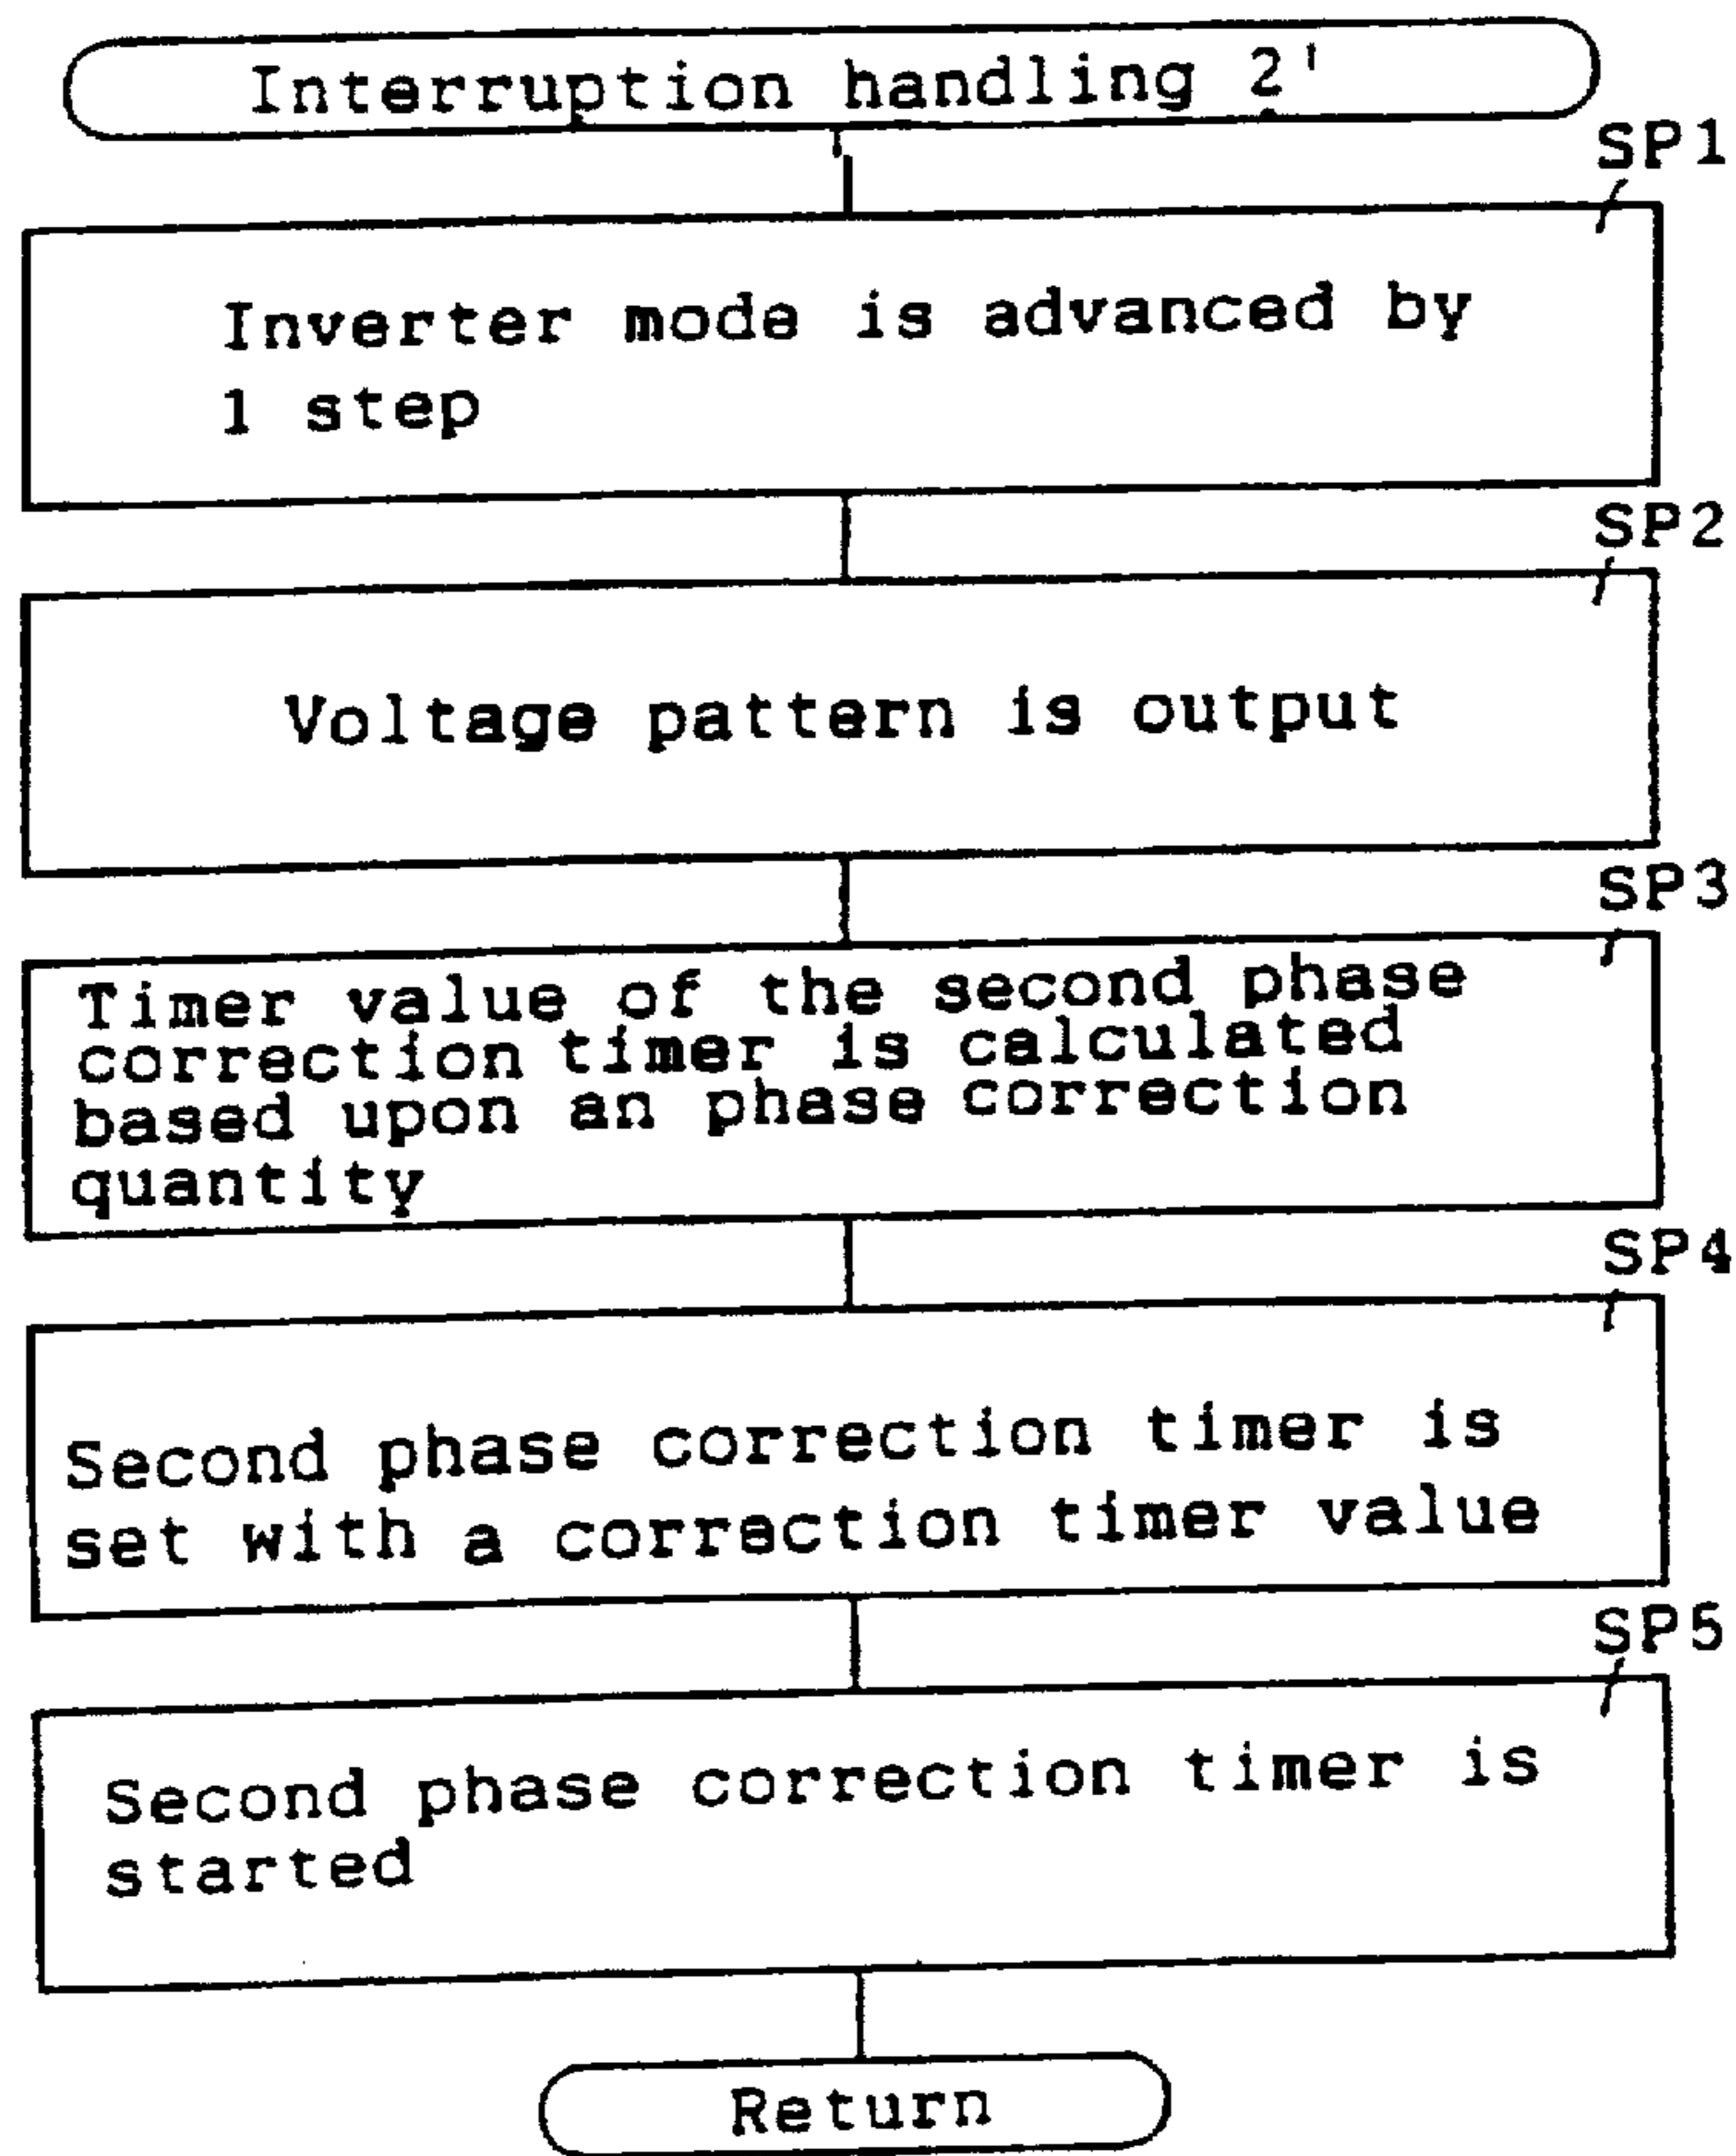 Interruption handling 2'
SP1
Inverter mode is advanced by
1 step
SP2
Voltage pattern is output
SP3
Timer value of the second phase
correction timer is calculated
based upon an phase correction
quantity
SP4
Second phase correction timer is
set with a correction timer value
SP5
Second phase correction timer is
started
Return